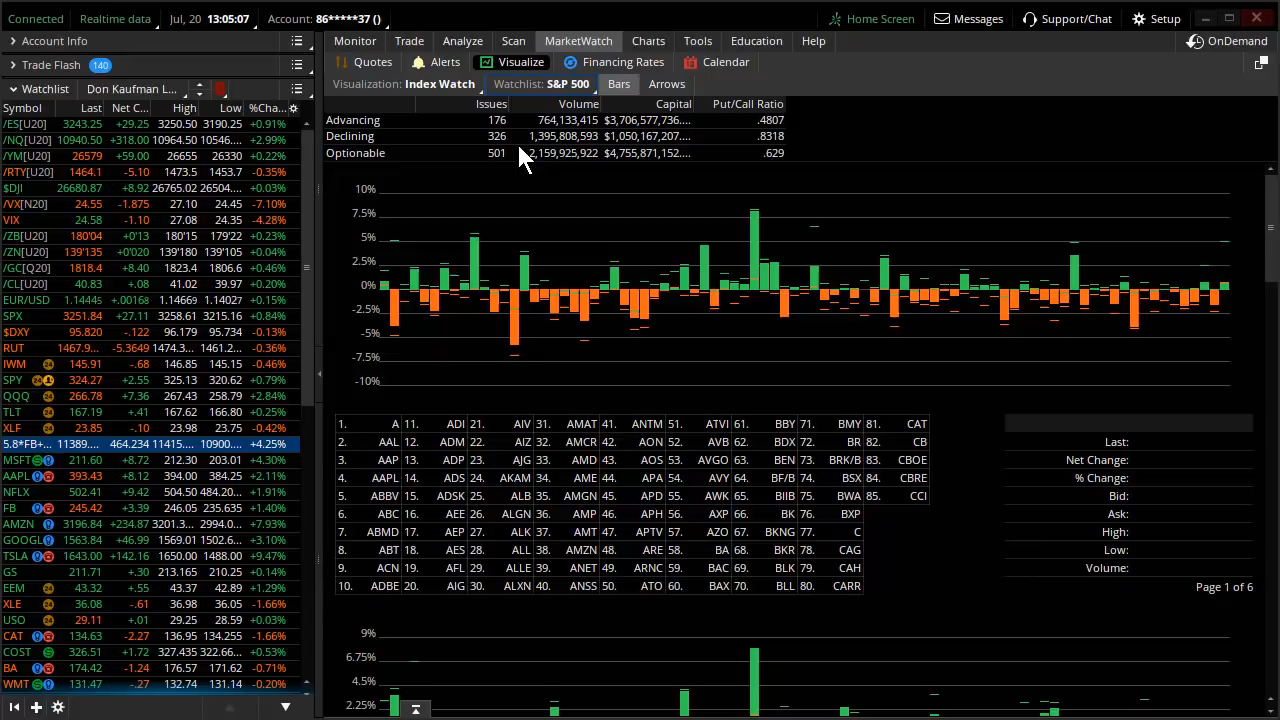 Connected Realtime data Jul, 20 13:05:07 Account: 86*****37 () Home Screen Messages Support/Chat Setup
Account Info Monitor Trade Analyze Scan MarketWatch Charts Tools Education Help OnDemand
Trade Flash 140 Quotes Alerts Visualize Financing Rates Calendar
Watchlist Don Kaufman L... Visualization: Index Watch Watchlist: S&P 500 Bars Arrows
Symbol Last Net C... High Low %Cha...
/ES[U20] 3243.25 +29.25 3250.50 3190.25 +0.91%
/NQ[U20] 10940.50 +318.00 10964.50 10546.... +2.99%
/YM[U20] 26579 +59.00 26655 26330 +0.22%
/RTY[U20] 1464.1 -5.10 1473.5 1453.7 -0.35%
$DJI 26680.87 +8.92 26765.02 26504.... +0.03%
/VX[N20] 24.55 -1.875 27.10 24.45 -7.10%
VIX 24.58 -1.10 27.08 24.35 -4.28%
/ZB[U20] 180'04 +0'13 180'15 179'22 +0.23%
/ZN[U20] 139'135 +0'020 139'180 139'105 +0.04%
/GC[Q20] 1818.4 +8.40 1823.4 1806.6 +0.46%
/CL[U20] 40.83 +.08 41.02 39.97 +0.20%
EUR/USD 1.14445 +.00168 1.14669 1.14027 +0.15%
SPX 3251.84 +27.11 3258.61 3215.16 +0.84%
$DXY 95.820 -.122 96.179 95.734 -0.13%
RUT 1467.9... -5.3649 1474.3... 1461.2... -0.36%
IWM 24 145.91 -.68 146.85 145.15 -0.46%
SPY 24 324.27 +2.55 325.13 320.62 +0.79%
QQQ 24 266.78 +7.36 267.43 258.79 +2.84%
TLT 24 167.19 +.41 167.62 166.80 +0.25%
XLF 24 23.85 -.10 23.98 23.73 -0.42%
5.8*FB+... 11389.... 464.234 11415.... 10900.... +4.25%
MSFT 211.60 +8.72 212.30 203.01 +4.30%
AAPL 393.43 +8.12 394.00 384.25 +2.11%
NFLX 502.41 +9.42 504.50 484.20... +1.91%
FB 245.42 +3.39 246.05 235.635 +1.40%
AMZN 3196.84 +234.87 3201.3... 2994.0... +7.93%
GOOGL 1563.84 +46.99 1569.01 1502.6... +3.10%
TSLA 1643.00 +142.16 1650.00 1488.00 +9.47%
GS 211.71 +.30 213.165 210.25 +0.14%
EEM 24 43.32 +.55 43.37 42.89 +1.29%
XLE 24 36.08 -.61 36.98 36.05 -1.66%
USO 24 29.11 +.01 29.25 28.59 +0.03%
CAT 134.63 -2.27 136.95 134.255 -1.66%
COST 326.51 +1.72 327.435 322.66... +0.53%
BA 174.42 -1.24 176.57 171.62 -0.71%
WMT 131.47 -.27 132.74 131.14 -0.20%
Issues Volume Capital Put/Call Ratio
Advancing 176 764,133,415 $3,706,577,736.... .4807
Declining 326 1,395,808,593 $1,050,167,207.... .8318
Optionable 501 2,159,925,922 $4,755,871,152.... .629
10%
7.5%
5%
2.5%
0%
-2.5%
-5%
-7.5%
-10%
1. A 11. ADI 21. AIV 31. AMAT 41. ANTM 51. ATVI 61. BBY 71. BMY 81. CAT
2. AAL 12. ADM 22. AIZ 32. AMCR 42. AON 52. AVB 62. BDX 72. BR 82. CB Last:
3. AAP 13. ADP 23. AJG 33. AMD 43. AOS 53. AVGO 63. BEN 73. BRK/B 83. CBOE Net Change:
4. AAPL 14. ADS 24. AKAM 34. AME 44. APA 54. AVY 64. BF/B 74. BSX 84. CBRE % Change:
5. ABBV 15. ADSK 25. ALB 35. AMGN 45. APD 55. AWK 65. BIIB 75. BWA 85. CCI Bid:
6. ABC 16. AEE 26. ALGN 36. AMP 46. APH 56. AXP 66. BK 76. BXP Ask:
7. ABMD 17. AEP 27. ALK 37. AMT 47. APTV 57. AZO 67. BKNG 77. C High:
8. ABT 18. AES 28. ALL 38. AMZN 48. ARE 58. BA 68. BKR 78. CAG Low:
9. ACN 19. AFL 29. ALLE 39. ANET 49. ARNC 59. BAC 69. BLK 79. CAH Volume:
10. ADBE 20. AIG 30. ALXN 40. ANSS 50. ATO 60. BAX 70. BLL 80. CARR Page 1 of 6
9%
6.75%
4.5%
2.25%